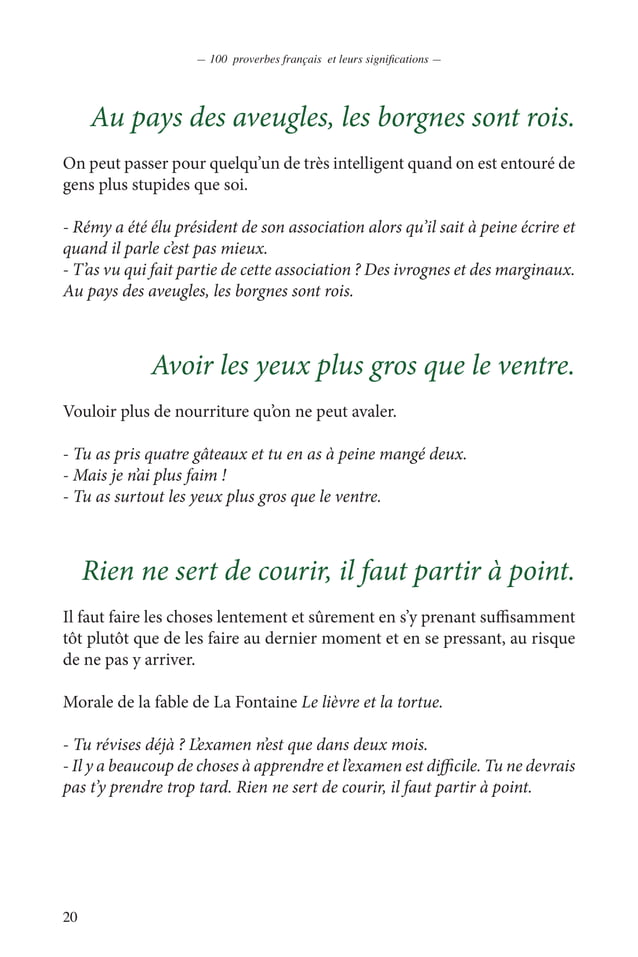 — 100 proverbes français et leurs significations —
Au pays des aveugles, les borgnes sont rois.
On peut passer pour quelqu’un de très intelligent quand on est entouré de
gens plus stupides que soi.
- Rémy a été élu président de son association alors qu’il sait à peine écrire et
quand il parle c’est pas mieux.
- T’as vu qui fait partie de cette association ? Des ivrognes et des marginaux.
Au pays des aveugles, les borgnes sont rois.
Avoir les yeux plus gros que le ventre.
Vouloir plus de nourriture qu’on ne peut avaler.
- Tu as pris quatre gâteaux et tu en as à peine mangé deux.
- Mais je n’ai plus faim !
- Tu as surtout les yeux plus gros que le ventre.
Rien ne sert de courir, il faut partir à point.
Il faut faire les choses lentement et sûrement en s’y prenant suffisamment
tôt plutôt que de les faire au dernier moment et en se pressant, au risque
de ne pas y arriver.
Morale de la fable de La Fontaine Le lièvre et la tortue.
- Tu révises déjà ? L’examen n’est que dans deux mois.
- Il y a beaucoup de choses à apprendre et l’examen est difficile. Tu ne devrais
pas t’y prendre trop tard. Rien ne sert de courir, il faut partir à point.
20